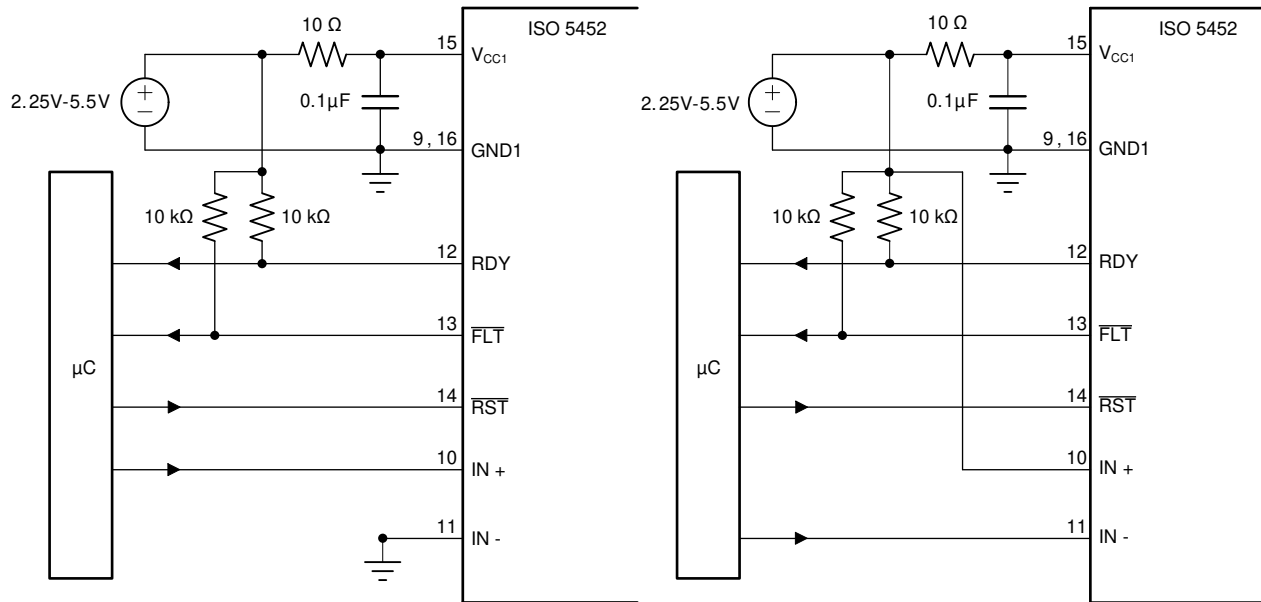 10 Ω
ISO 5452
15
VCC1
2.25V-5.5V
0.1µF
9, 16
GND1
10 kΩ
10 kΩ
12
RDY
13
FLT
µC
14
RST
10
IN +
11
IN -
10 Ω
ISO 5452
15
VCC1
2.25V-5.5V
0.1µF
9, 16
GND1
10 kΩ
10 kΩ
12
RDY
13
FLT
µC
14
RST
10
IN +
11
IN -